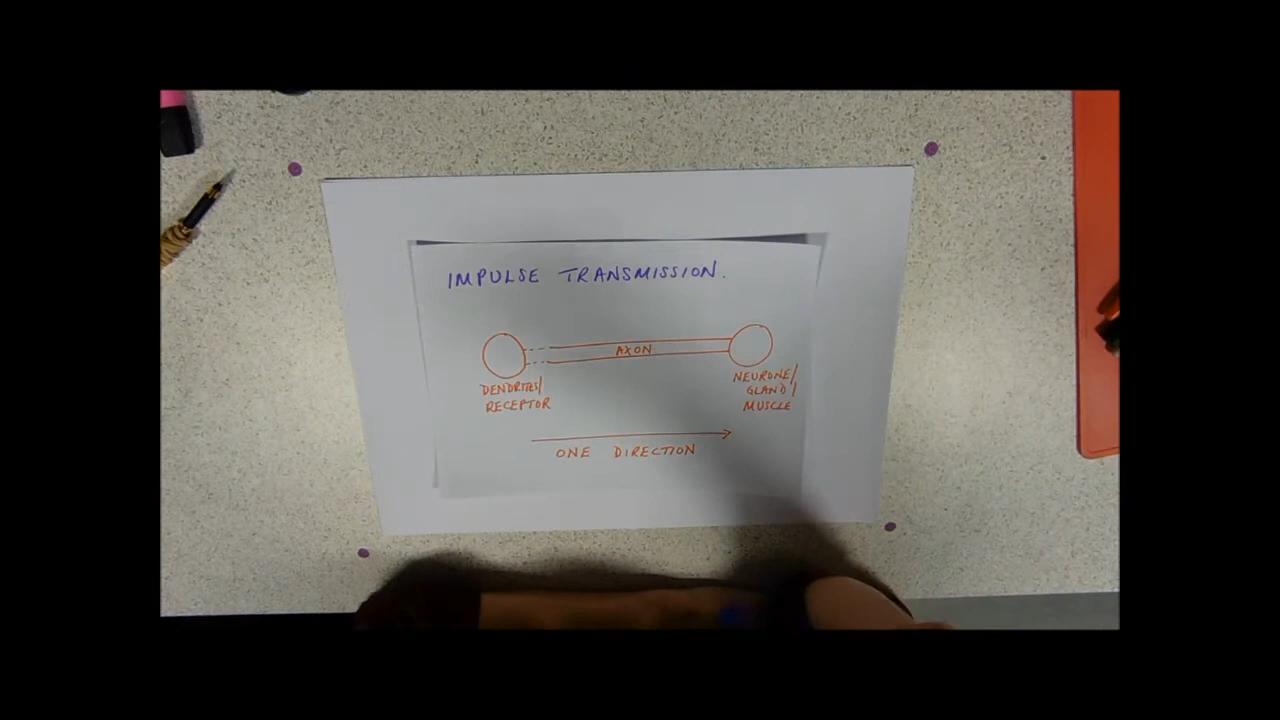 IMPULSE TRANSMISSION.
AXON
DENDRITES/
RECEPTOR
NEURONE/
GLAND/
MUSCLE
ONE DIRECTION